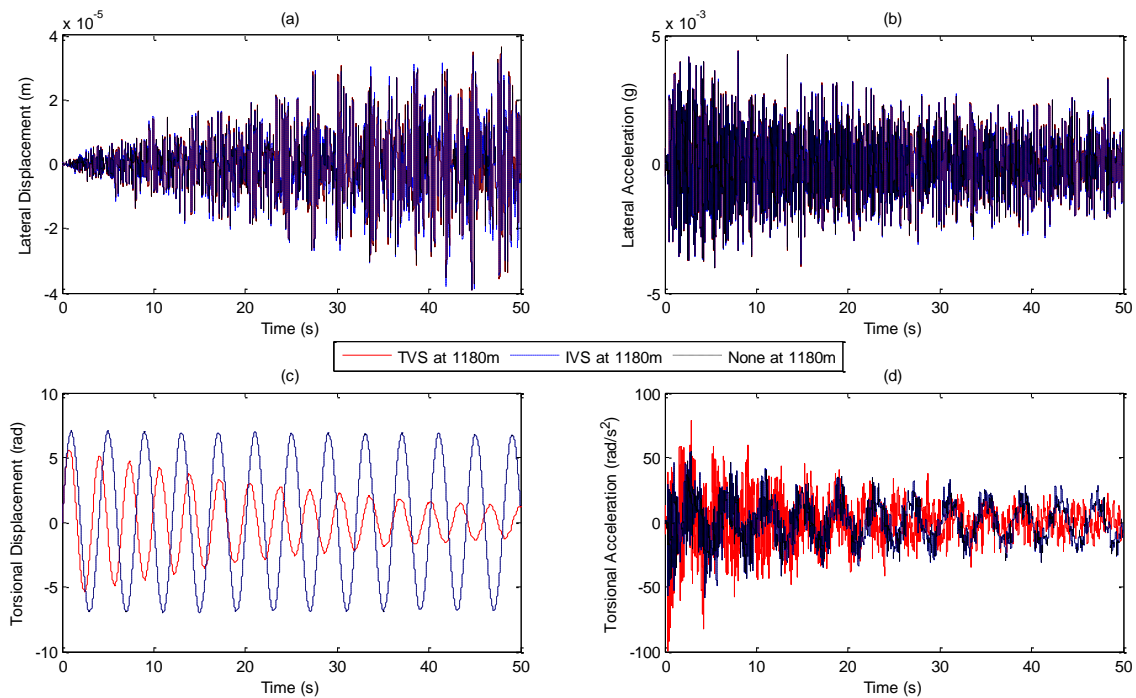 (a)
x 10-5
Lateral Displacement (m)
4
2
0
-2
-4
0 10 20 30 40 50
Time (s)
(b)
x 10-3
Lateral Acceleration (g)
5
0
-5
0 10 20 30 40 50
Time (s)
TVS at 1180m IVS at 1180m None at 1180m
(c)
Torsional Displacement (rad)
10
5
0
-5
-10
0 10 20 30 40 50
Time (s)
(d)
Torsional Acceleration (rad/s2)
100
50
0
-50
-100
0 10 20 30 40 50
Time (s)